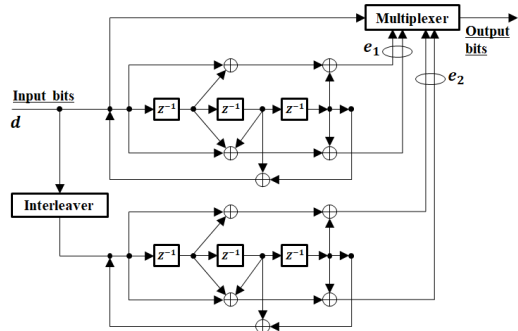 Multiplexer
Output bits
e₁
e₂
Input bits
d
z⁻¹
z⁻¹
z⁻¹
Interleaver
z⁻¹
z⁻¹
z⁻¹